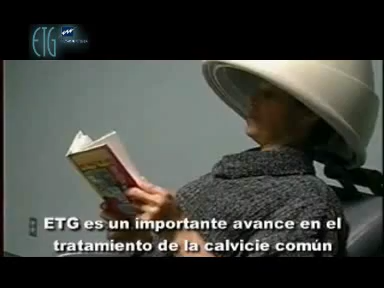 ETG
ETG es un importante avance en el
tratamiento de la calvicie común